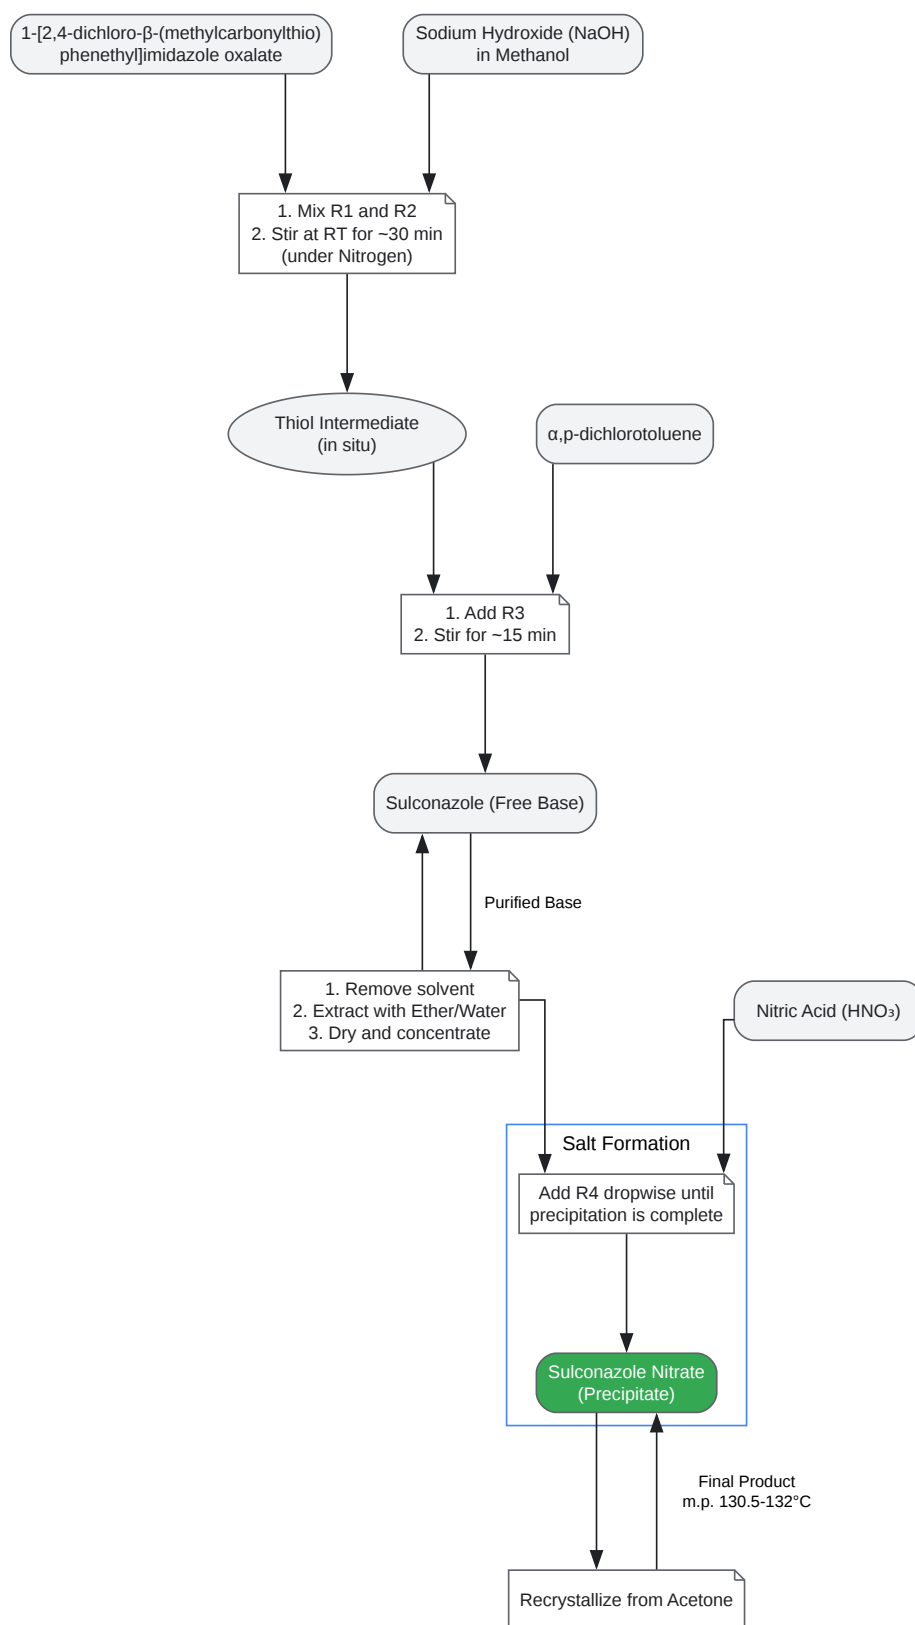 1-[2,4-dichloro-β-(methylcarbonylthio)
phenethyl]imidazole oxalate
Sodium Hydroxide (NaOH)
in Methanol
1. Mix R1 and R2
2. Stir at RT for ~30 min
(under Nitrogen)
Thiol Intermediate
(in situ)
α,p-dichlorotoluene
1. Add R3
2. Stir for ~15 min
Sulconazole (Free Base)
Purified Base
1. Remove solvent
2. Extract with Ether/Water
3. Dry and concentrate
Nitric Acid (HNO₃)
Salt Formation
Add R4 dropwise until
precipitation is complete
Sulconazole Nitrate
(Precipitate)
Final Product
m.p. 130.5-132°C
Recrystallize from Acetone